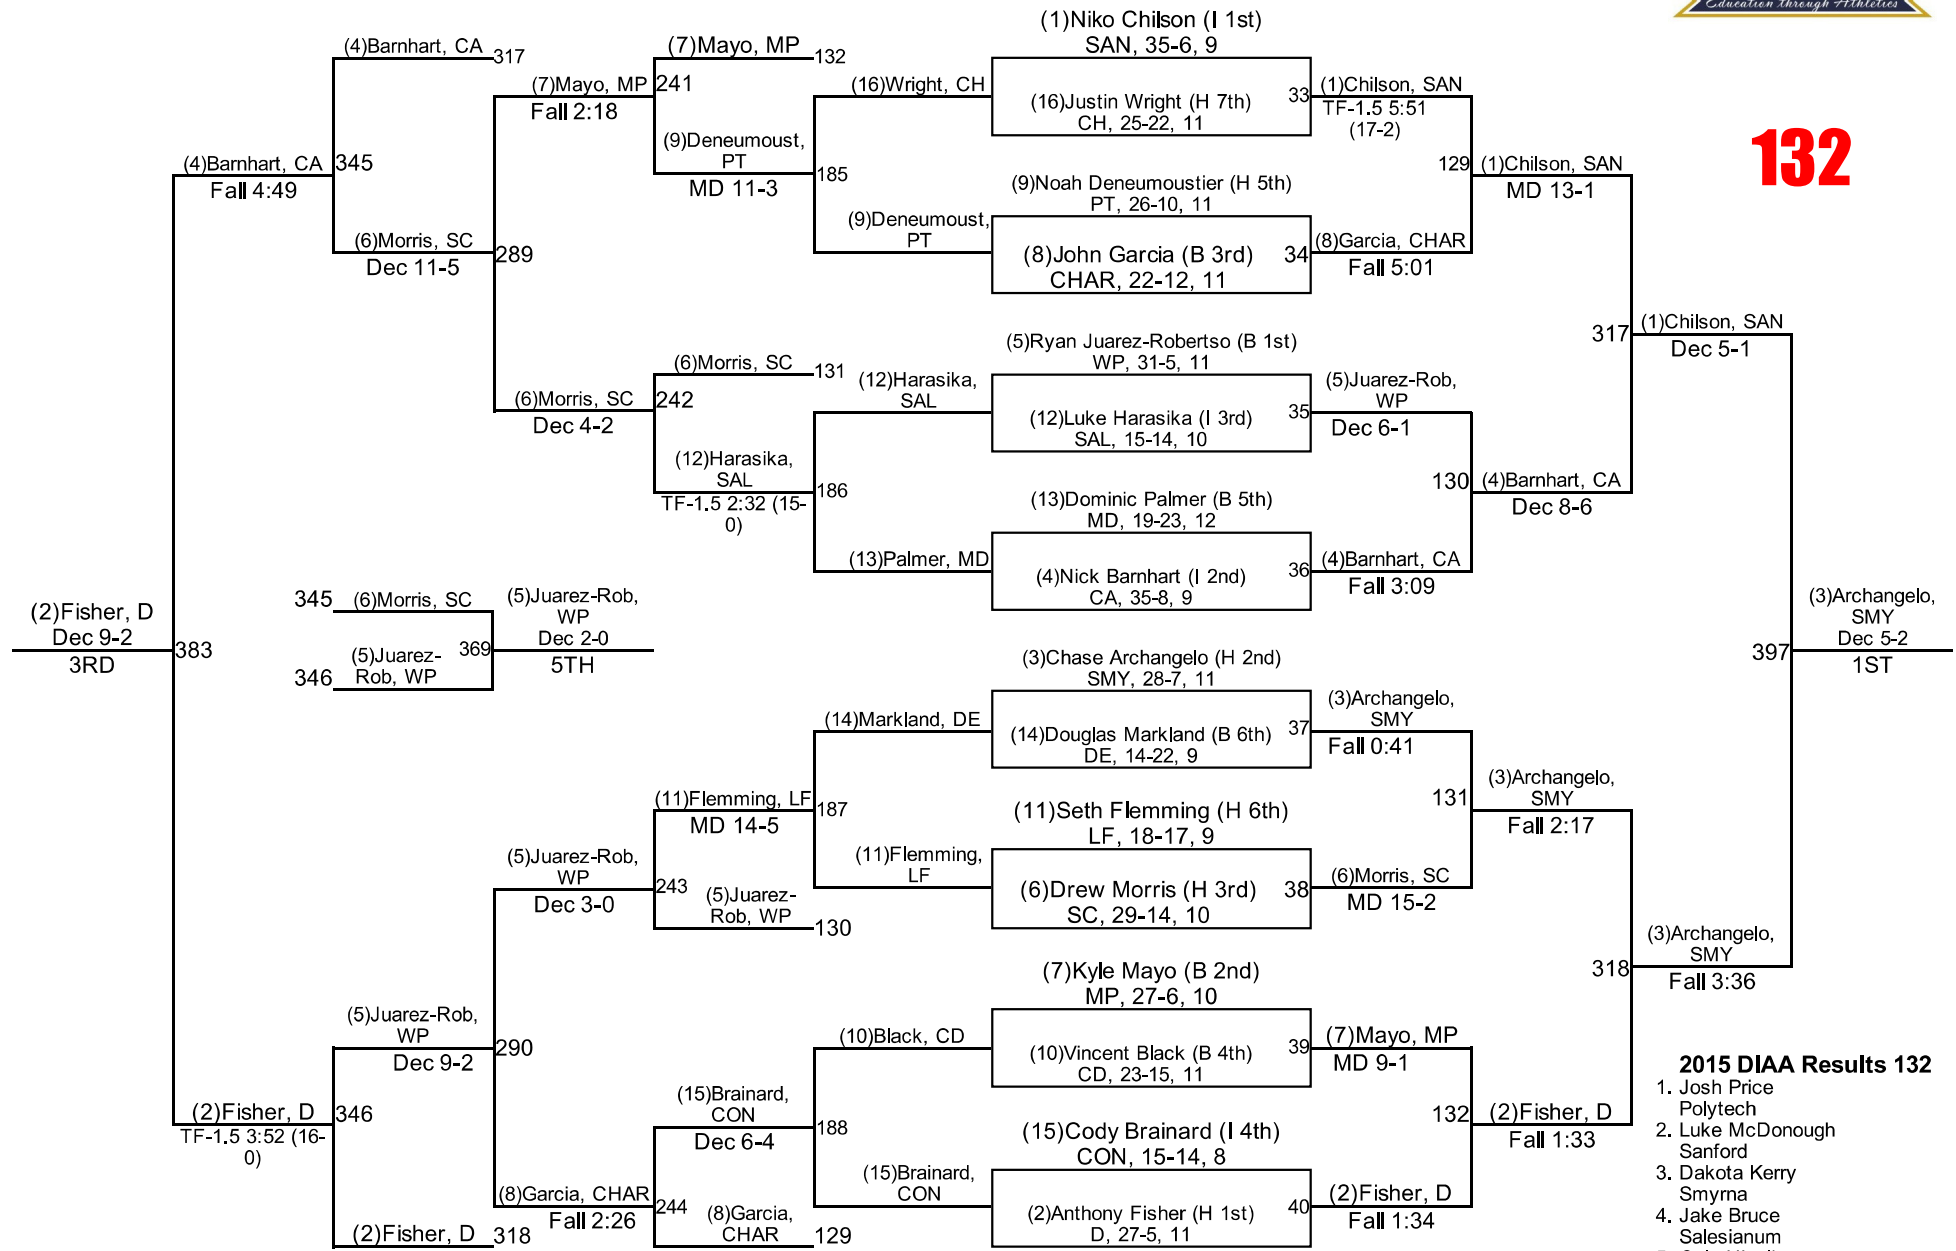 Education through Athletics
132
(4)Barnhart, CA
317
(7)Mayo, MP
Fall 2:18
(7)Mayo, MP
132
241
(9)Deneumoust,
PT
MD 11-3
(16)Wright, CH
185
(9)Deneumoust,
PT
(4)Barnhart, CA
Fall 4:49
345
(6)Morris, SC
Dec 11-5
289
(6)Morris, SC
Dec 4-2
(6)Morris, SC
131
242
(12)Harasika,
SAL
TF-1.5 2:32 (15-
0)
(12)Harasika,
SAL
186
(13)Palmer, MD
(2)Fisher, D
Dec 9-2
3RD
383
345
(6)Morris, SC
346
(5)Juarez-
Rob, WP
369
(5)Juarez-Rob,
WP
Dec 2-0
5TH
(14)Markland, DE
(11)Flemming, LF
MD 14-5
187
(11)Flemming,
LF
(5)Juarez-Rob,
WP
Dec 3-0
243
(5)Juarez-
Rob, WP
130
(5)Juarez-Rob,
WP
Dec 9-2
290
(10)Black, CD
(15)Brainard,
CON
Dec 6-4
188
(15)Brainard,
CON
(2)Fisher, D
TF-1.5 3:52 (16-
0)
346
(8)Garcia, CHAR
Fall 2:26
244
(8)Garcia,
CHAR
129
(2)Fisher, D
318
(1)Niko Chilson (I 1st)
SAN, 35-6, 9
(16)Justin Wright (H 7th)
CH, 25-22, 11
33
(1)Chilson, SAN
TF-1.5 5:51
(17-2)
(9)Noah Deneumoustier (H 5th)
PT, 26-10, 11
(8)John Garcia (B 3rd)
CHAR, 22-12, 11
34
(8)Garcia, CHAR
Fall 5:01
129
(1)Chilson, SAN
MD 13-1
(5)Ryan Juarez-Robertso (B 1st)
WP, 31-5, 11
(12)Luke Harasika (I 3rd)
SAL, 15-14, 10
35
(5)Juarez-Rob,
WP
Dec 6-1
(13)Dominic Palmer (B 5th)
MD, 19-23, 12
(4)Nick Barnhart (I 2nd)
CA, 35-8, 9
36
(4)Barnhart, CA
Fall 3:09
130
(4)Barnhart, CA
Dec 8-6
317
(1)Chilson, SAN
Dec 5-1
(3)Chase Archangelo (H 2nd)
SMY, 28-7, 11
(14)Douglas Markland (B 6th)
DE, 14-22, 9
37
(3)Archangelo,
SMY
Fall 0:41
(11)Seth Flemming (H 6th)
LF, 18-17, 9
(6)Drew Morris (H 3rd)
SC, 29-14, 10
38
(6)Morris, SC
MD 15-2
131
(3)Archangelo,
SMY
Fall 2:17
(7)Kyle Mayo (B 2nd)
MP, 27-6, 10
(10)Vincent Black (B 4th)
CD, 23-15, 11
39
(7)Mayo, MP
MD 9-1
(15)Cody Brainard (I 4th)
CON, 15-14, 8
(2)Anthony Fisher (H 1st)
D, 27-5, 11
40
(2)Fisher, D
Fall 1:34
132
(2)Fisher, D
Fall 1:33
318
(3)Archangelo,
SMY
Fall 3:36
397
(3)Archangelo,
SMY
Dec 5-2
1ST
2015 DIAA Results 132
1. Josh Price
Polytech
2. Luke McDonough
Sanford
3. Dakota Kerry
Smyrna
4. Jake Bruce
Salesianum